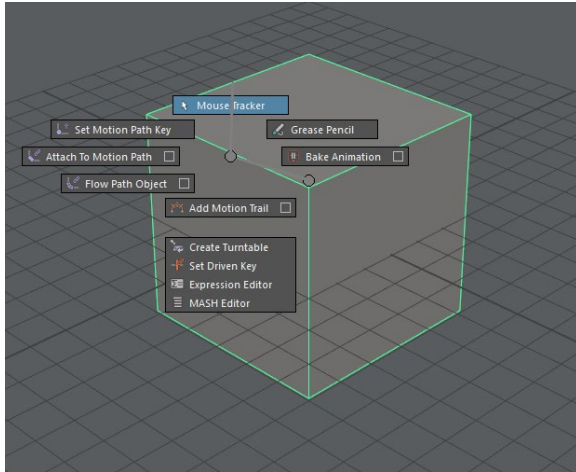 Mouse Tracker
Set Motion Path Key
Grease Pencil
Attach To Motion Path
Bake Animation
Flow Path Object
Add Motion Trail
Create Turntable
Set Driven Key
Expression Editor
MASH Editor